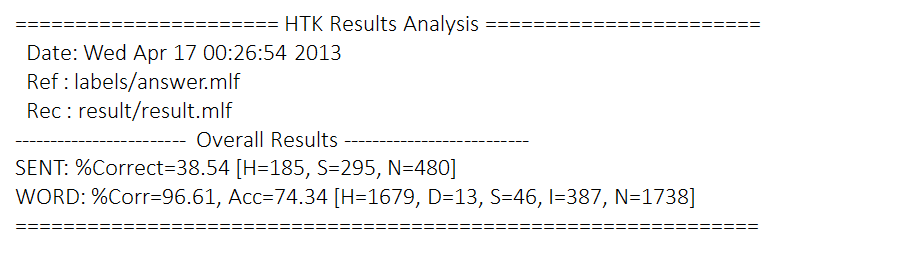 ====================== HTK Results Analysis =======================
Date: Wed Apr 17 00:26:54 2013
Ref : labels/answer.mlf
Rec : result/result.mlf
------------------------ Overall Results --------------------------
SENT: %Correct=38.54 [H=185, S=295, N=480]
WORD: %Corr=96.61, Acc=74.34 [H=1679, D=13, S=46, I=387, N=1738]
==============================================================